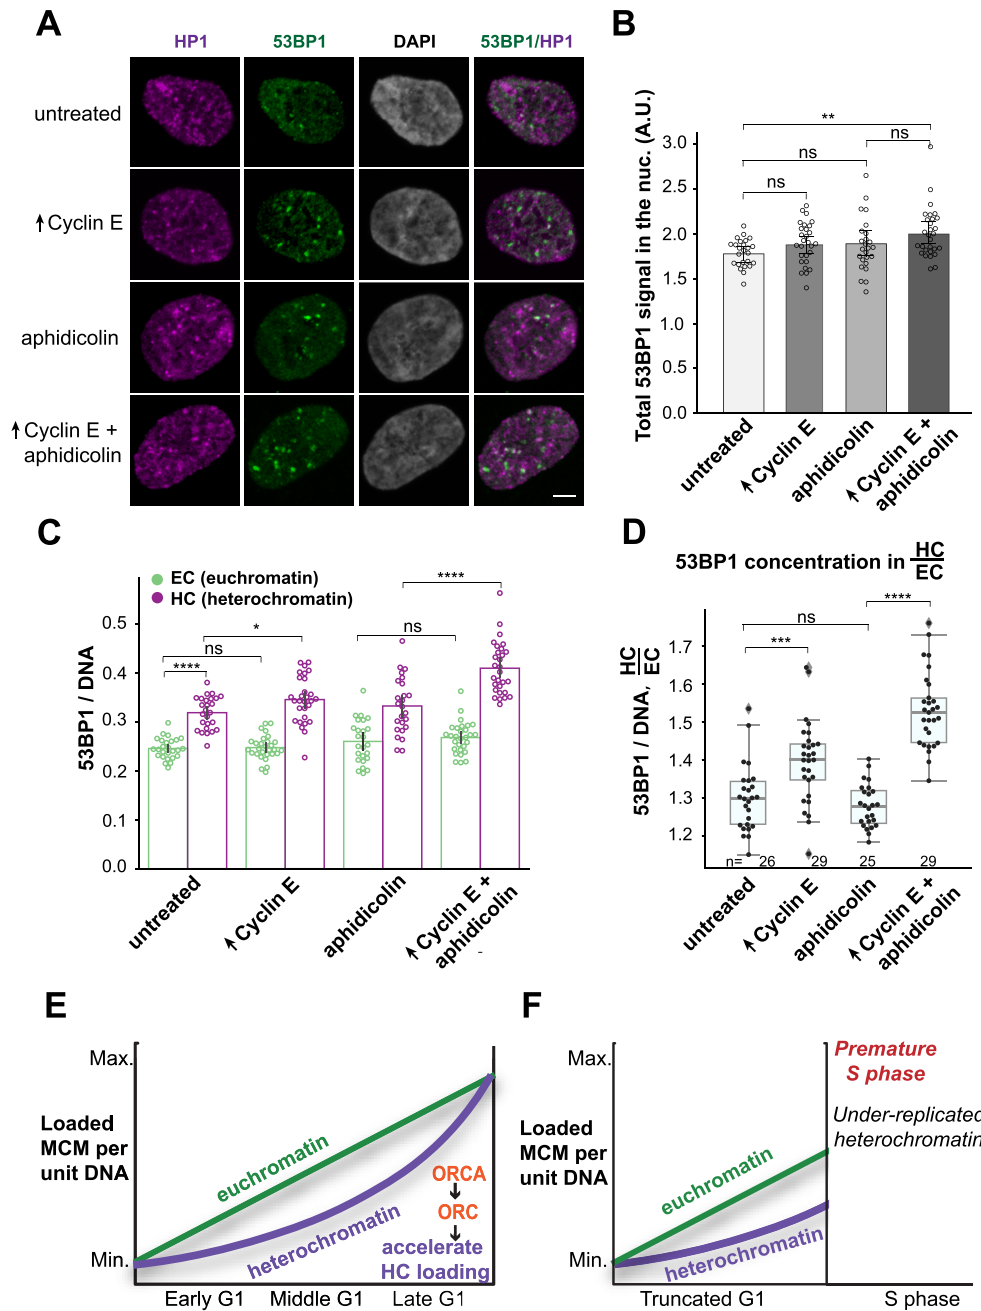 A
HP1 53BP1 DAPI 53BP1/HP1
untreated
↑Cyclin E
aphidicolin
↑Cyclin E +
aphidicolin
B
Total 53BP1 signal in the nuc. (A.U.)
3.0
2.5
2.0
1.5
1.0
0.5
0.0
**
ns
ns
ns
untreated
↑Cyclin E
aphidicolin
↑Cyclin E +
aphidicolin
C
EC (euchromatin)
HC (heterochromatin)
53BP1 / DNA
0.5
0.4
0.3
0.2
0.1
0.0
****
*
ns
ns
****
untreated
↑Cyclin E
aphidicolin
↑Cyclin E +
aphidicolin
D
53BP1 concentration in HC
EC
53BP1 / DNA, HC
EC
1.7
1.6
1.5
1.4
1.3
1.2
****
ns
***
n= 26 29 25 29
untreated
↑Cyclin E
aphidicolin
↑Cyclin E +
aphidicolin
E
Max.
Loaded
MCM per
unit DNA
Min.
euchromatin
heterochromatin
ORCA
↓
ORC
↓
accelerate
HC loading
Early G1 Middle G1 Late G1
F
Max.
Loaded
MCM per
unit DNA
Min.
euchromatin
heterochromatin
Premature
S phase
Under-replicated
heterochromatin
Truncated G1 S phase